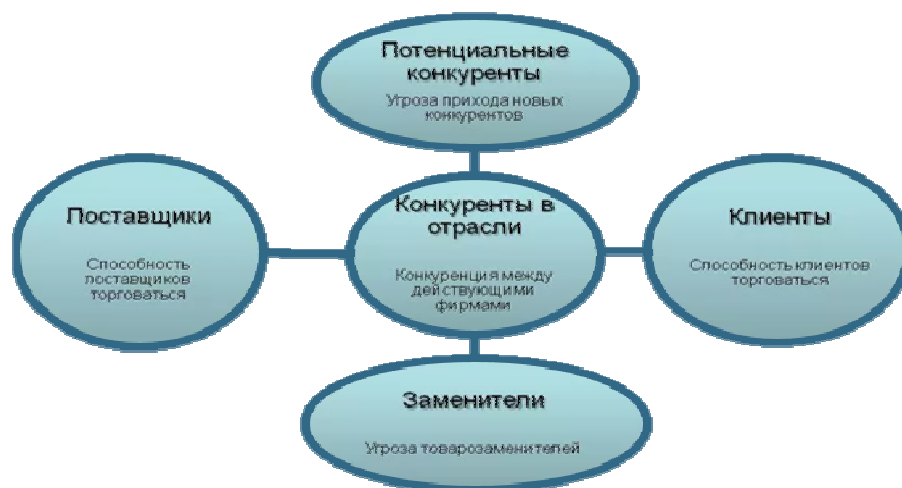 Потенциальные
конкуренты
Угроза прихода новых
конкурентов
Поставщики
Способность
поставщиков
торговаться
Конкуренты в
отрасли
Конкуренция между
действующими
фирмами
Клиенты
Способность клиентов
торговаться
Заменители
Угроза товарозаменителей